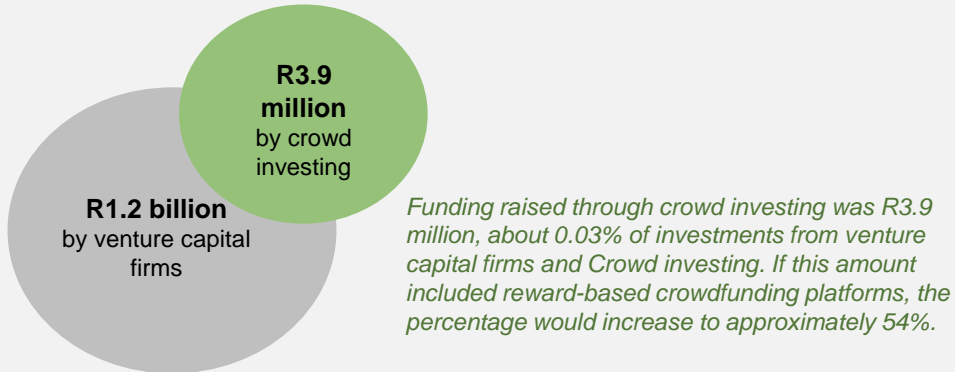 R3.9
million
by crowd
investing
R1.2 billion
by venture capital
firms
Funding raised through crowd investing was R3.9
million, about 0.03% of investments from venture
capital firms and Crowd investing. If this amount
included reward-based crowdfunding platforms, the
percentage would increase to approximately 54%.